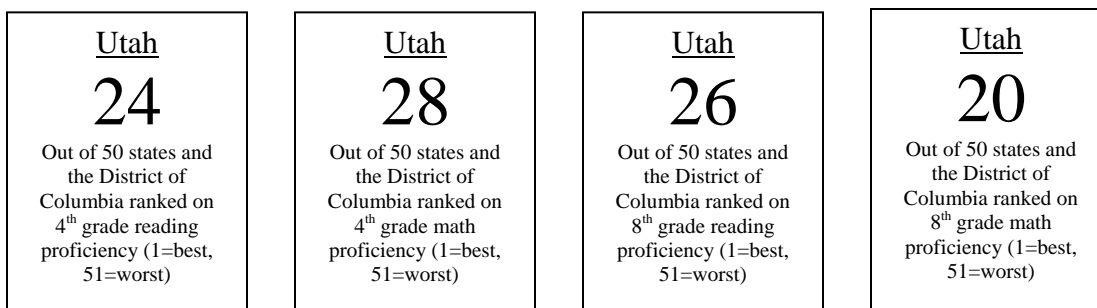 Utah
24
Out of 50 states and
the District of
Columbia ranked on
4th grade reading
proficiency (1=best,
51=worst)
Utah
28
Out of 50 states and
the District of
Columbia ranked on
4th grade math
proficiency (1=best,
51=worst)
Utah
26
Out of 50 states and
the District of
Columbia ranked on
8th grade reading
proficiency (1=best,
51=worst)
Utah
20
Out of 50 states and
the District of
Columbia ranked on
8th grade math
proficiency (1=best,
51=worst)